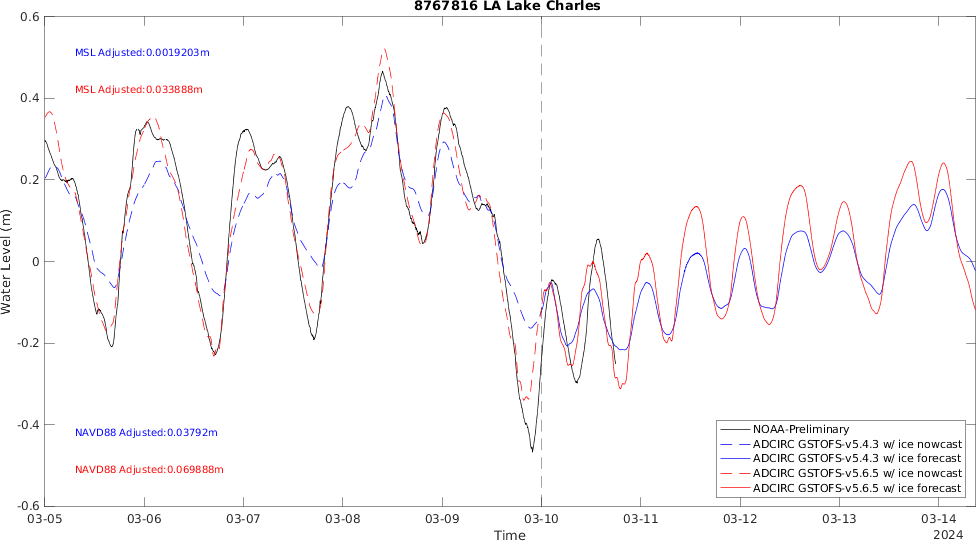 8767816 LA Lake Charles
0.6
MSL Adjusted:0.0019203m
MSL Adjusted:0.033888m
0.4
0.2
0
Water Level (m)
-0.2
-0.4
NAVD88 Adjusted:0.03792m
NAVD88 Adjusted:0.069888m
NOAA-Preliminary
ADCIRC GSTOFS-v5.4.3 w/ ice nowcast
ADCIRC GSTOFS-v5.4.3 w/ ice forecast
ADCIRC GSTOFS-v5.6.5 w/ ice nowcast
ADCIRC GSTOFS-v5.6.5 w/ ice forecast
-0.6
03-05 03-06 03-07 03-08 03-09 03-10 03-11 03-12 03-13 03-14
Time
2024